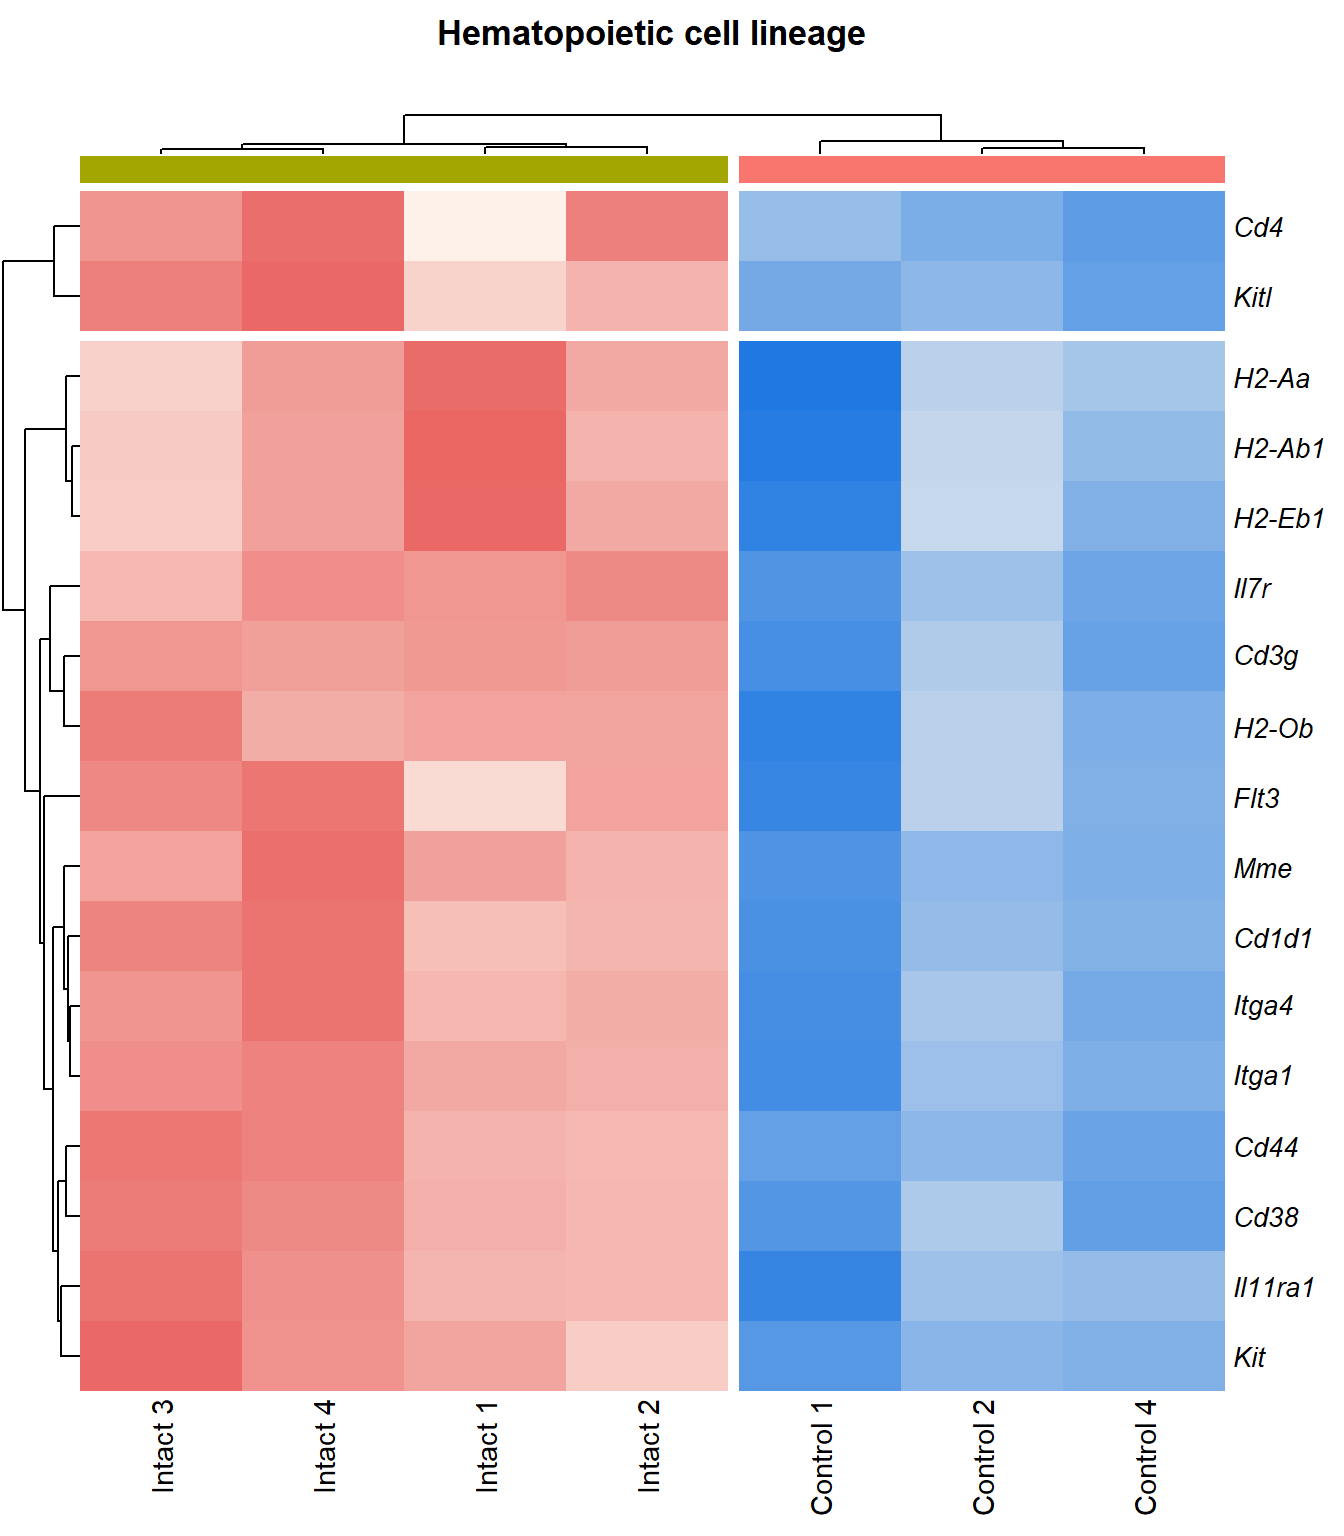 Hematopoietic cell lineage
Cd4
Kitl
H2-Aa
H2-Ab1
H2-Eb1
Il7r
Cd3g
H2-Ob
Flt3
Mme
Cd1d1
Itga4
Itga1
Cd44
Cd38
Il11ra1
Kit
Intact 3
Intact 4
Intact 1
Intact 2
Control 1
Control 2
Control 4